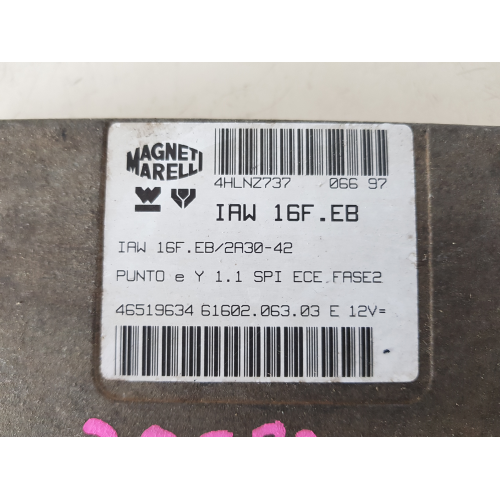 MAGNETI
MARELLI
4HLNZ737 066 97
IAW 16F.EB
IAW 16F.EB/2A30-42
PUNTO e Y 1.1 SPI ECE FASE2
46519634 61602.063.03 E 12V=